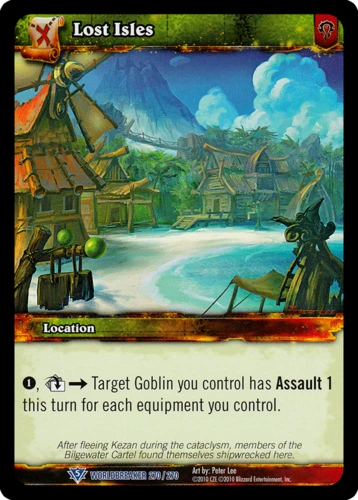 Lost Isles
Location
1, → Target Goblin you control has Assault 1
this turn for each equipment you control.
After fleeing Kezan during the cataclysm, members of the
Bilgewater Cartel found themselves shipwrecked here.
5 WORLDBREAKER 270 / 270
Art by: Peter Lee
©2010 CZE ©2010 Blizzard Entertainment, Inc.